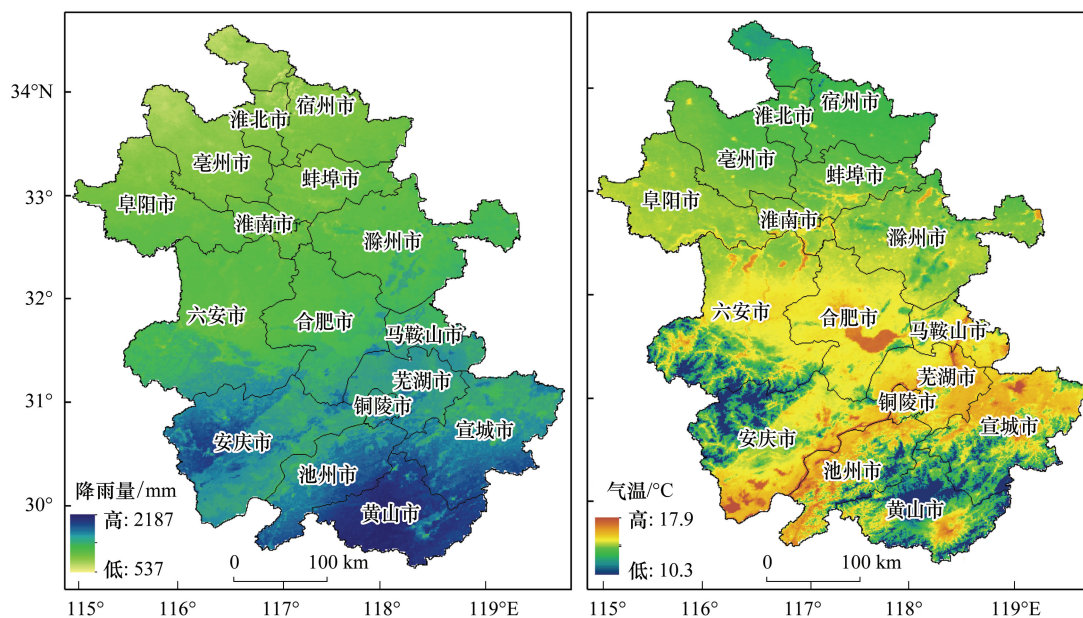 34°N
33°
32°
31°
30°
宿州市
淮北市
亳州市
蚌埠市
阜阳市
淮南市
滁州市
六安市
合肥市
马鞍山市
芜湖市
铜陵市
安庆市
宣城市
池州市
黄山市
降雨量/mm
高: 2187
低: 537
0 100 km
115° 116° 117° 118° 119°E
宿州市
淮北市
亳州市
蚌埠市
阜阳市
淮南市
滁州市
六安市
合肥市
马鞍山市
芜湖市
铜陵市
安庆市
宣城市
池州市
黄山市
气温/°C
高: 17.9
低: 10.3
0 100 km
115° 116° 117° 118° 119°E